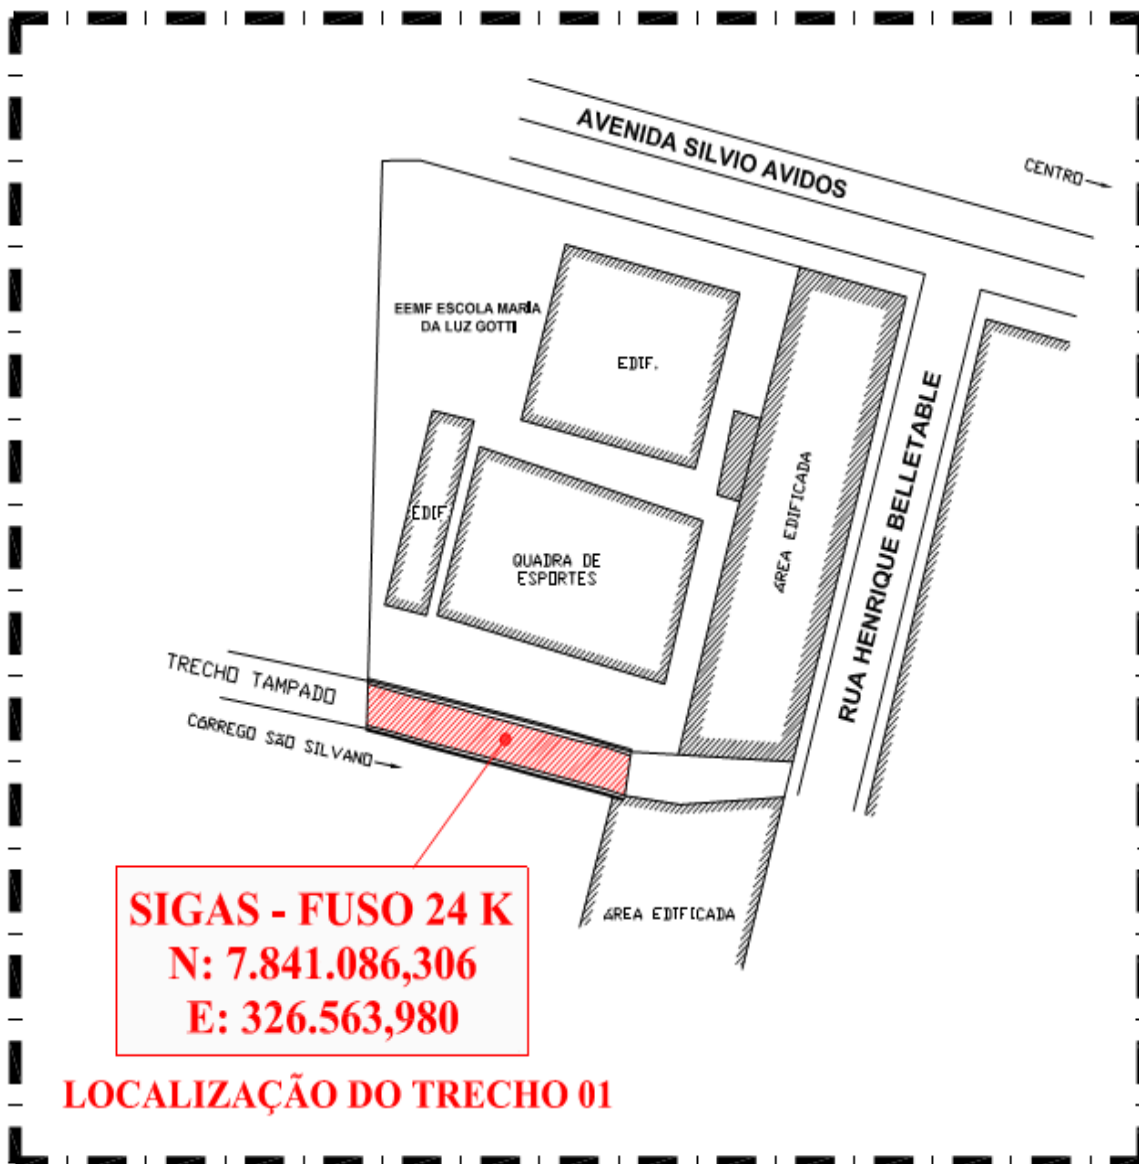 AVENIDA SILVIO AVIDOS
CENTRO
EEMF ESCOLA MARIA
DA LUZ GOTTI
EDIF.
EDIF.
QUADRA DE
ESPORTES
ÁREA EDIFICADA
RUA HENRIQUE BELLETABLE
TRECHO TAMPADO
CÓRREGO SÃO SILVANO
ÁREA EDIFICADA
SIGAS - FUSO 24 K
N: 7.841.086,306
E: 326.563,980
LOCALIZAÇÃO DO TRECHO 01